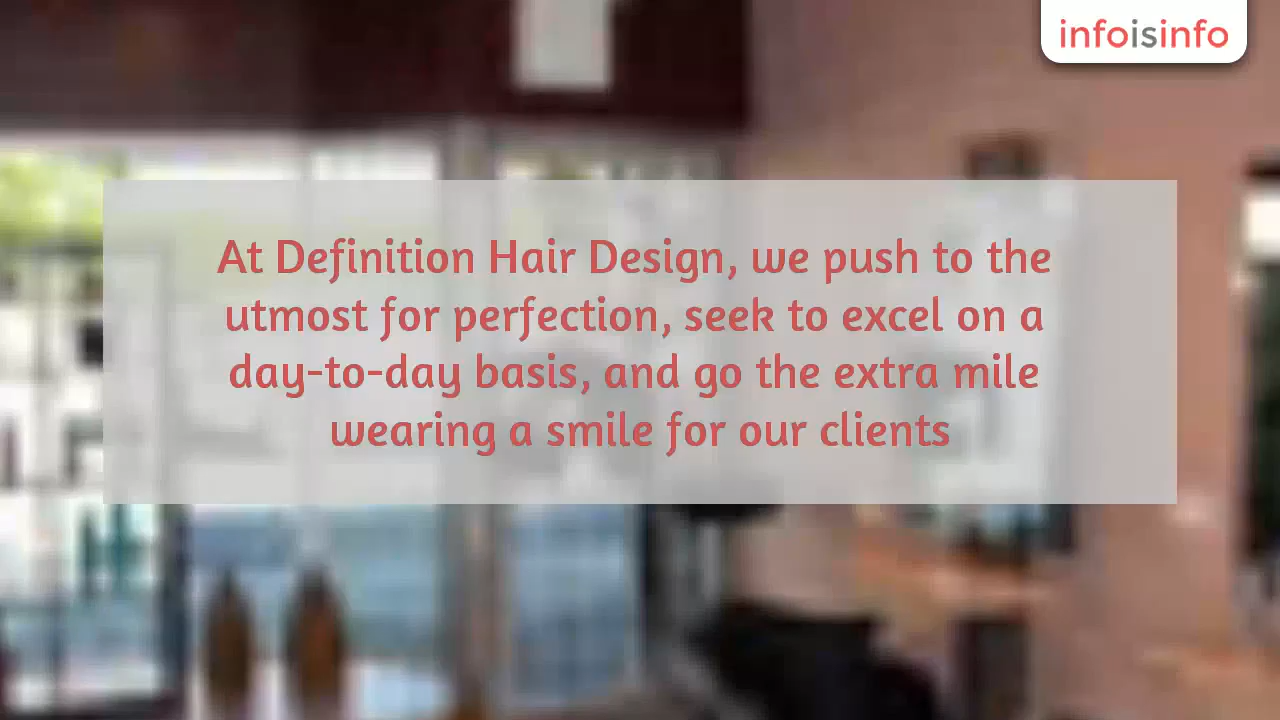 infoisinfo
At Definition Hair Design, we push to the
utmost for perfection, seek to excel on a
day-to-day basis, and go the extra mile
wearing a smile for our clients